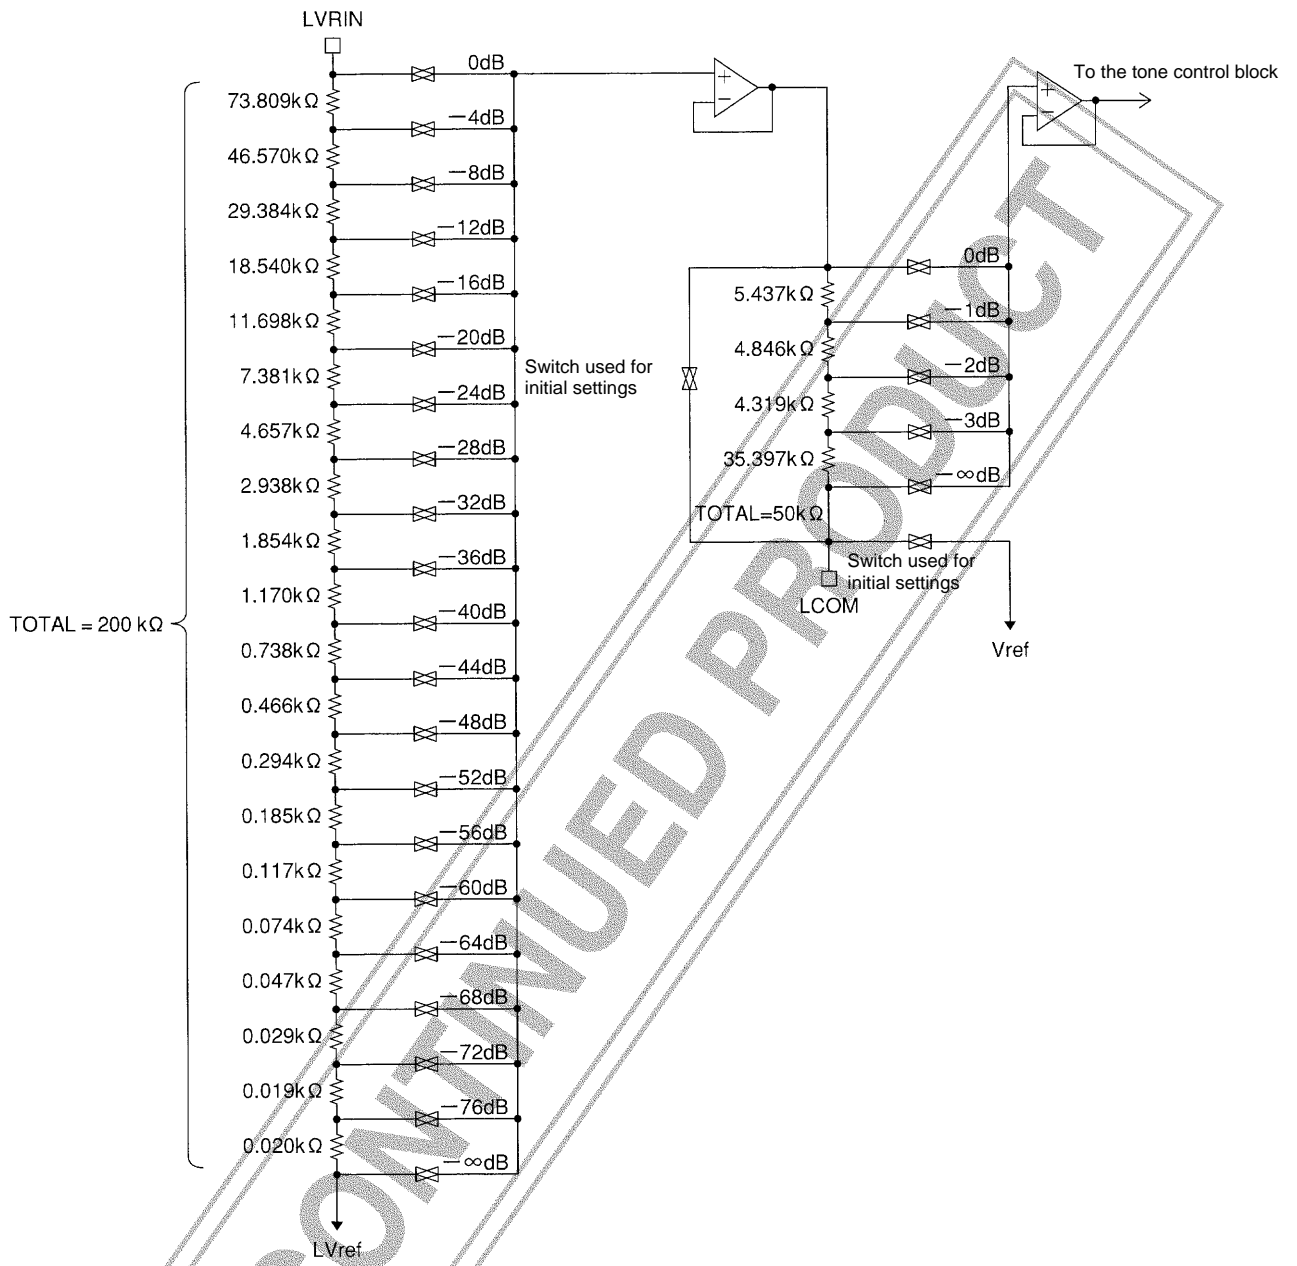 LVRIN
0dB
To the tone control block
73.809kΩ
−4dB
46.570kΩ
−8dB
29.384kΩ
−12dB
18.540kΩ
−16dB
11.698kΩ
−20dB
7.381kΩ
−24dB
4.657kΩ
−28dB
2.938kΩ
−32dB
1.854kΩ
−36dB
1.170kΩ
−40dB
0.738kΩ
−44dB
0.466kΩ
−48dB
0.294kΩ
−52dB
0.185kΩ
−56dB
0.117kΩ
−60dB
0.074kΩ
−64dB
0.047kΩ
−68dB
0.029kΩ
−72dB
0.019kΩ
−76dB
0.020kΩ
−∞dB
LVref
TOTAL = 200 kΩ
Switch used for
initial settings
0dB
5.437kΩ
−1dB
4.846kΩ
−2dB
4.319kΩ
−3dB
35.397kΩ
−∞dB
TOTAL=50kΩ
Switch used for
initial settings
LCOM
Vref
ONTINUED PRODUCT